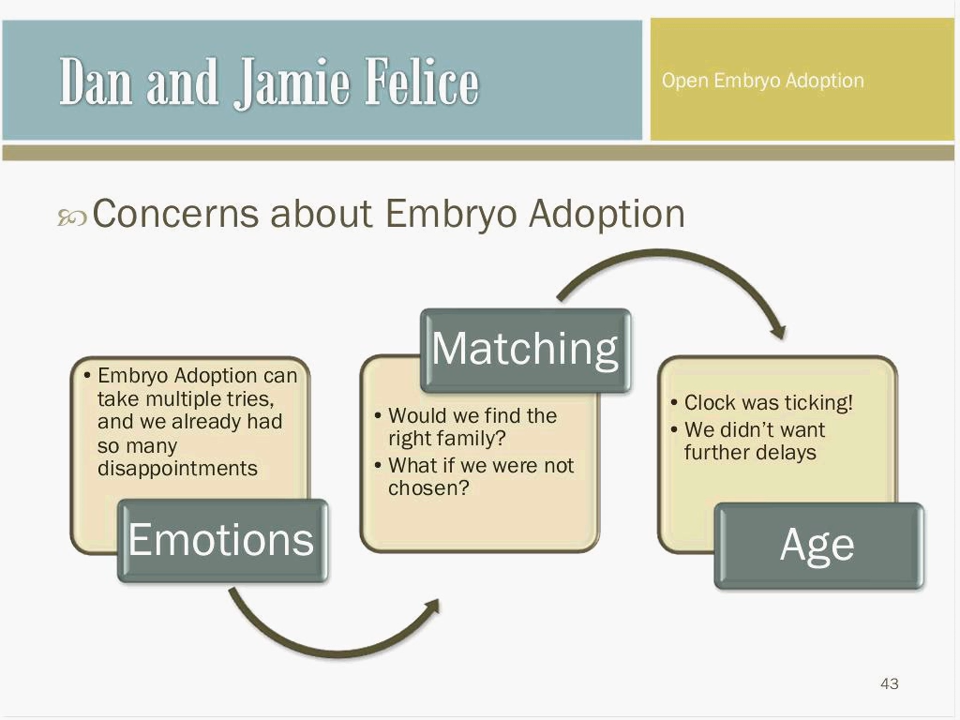 Dan and Jamie Felice
Open Embryo Adoption
Concerns about Embryo Adoption
• Embryo Adoption can
take multiple tries,
and we already had
so many
disappointments
Emotions
Matching
• Would we find the
right family?
• What if we were not
chosen?
• Clock was ticking!
• We didn't want
further delays
Age
43